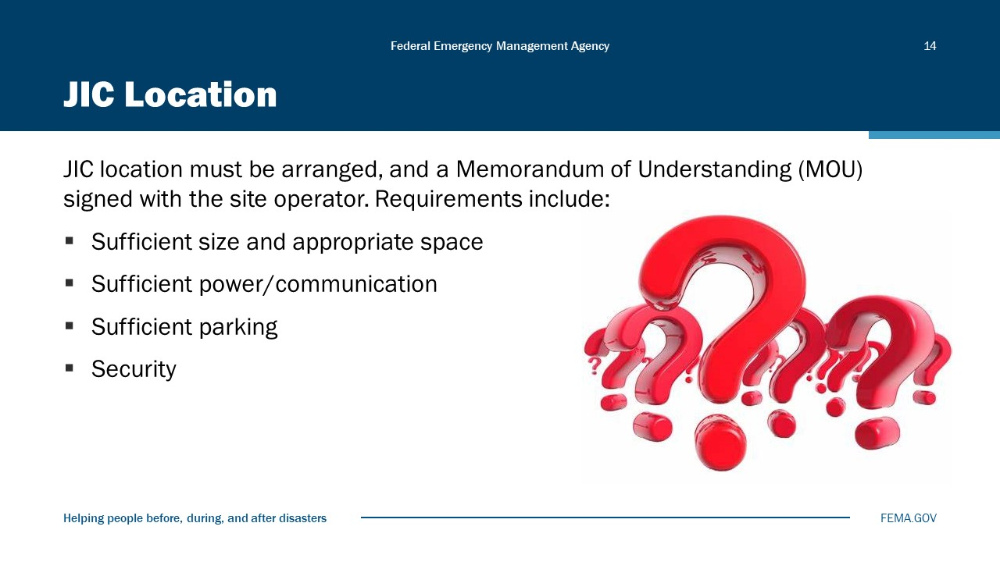 Federal Emergency Management Agency
14
JIC Location
JIC location must be arranged, and a Memorandum of Understanding (MOU)
signed with the site operator. Requirements include:
▪ Sufficient size and appropriate space
▪ Sufficient power/communication
▪ Sufficient parking
▪ Security
Helping people before, during, and after disasters
FEMA.GOV